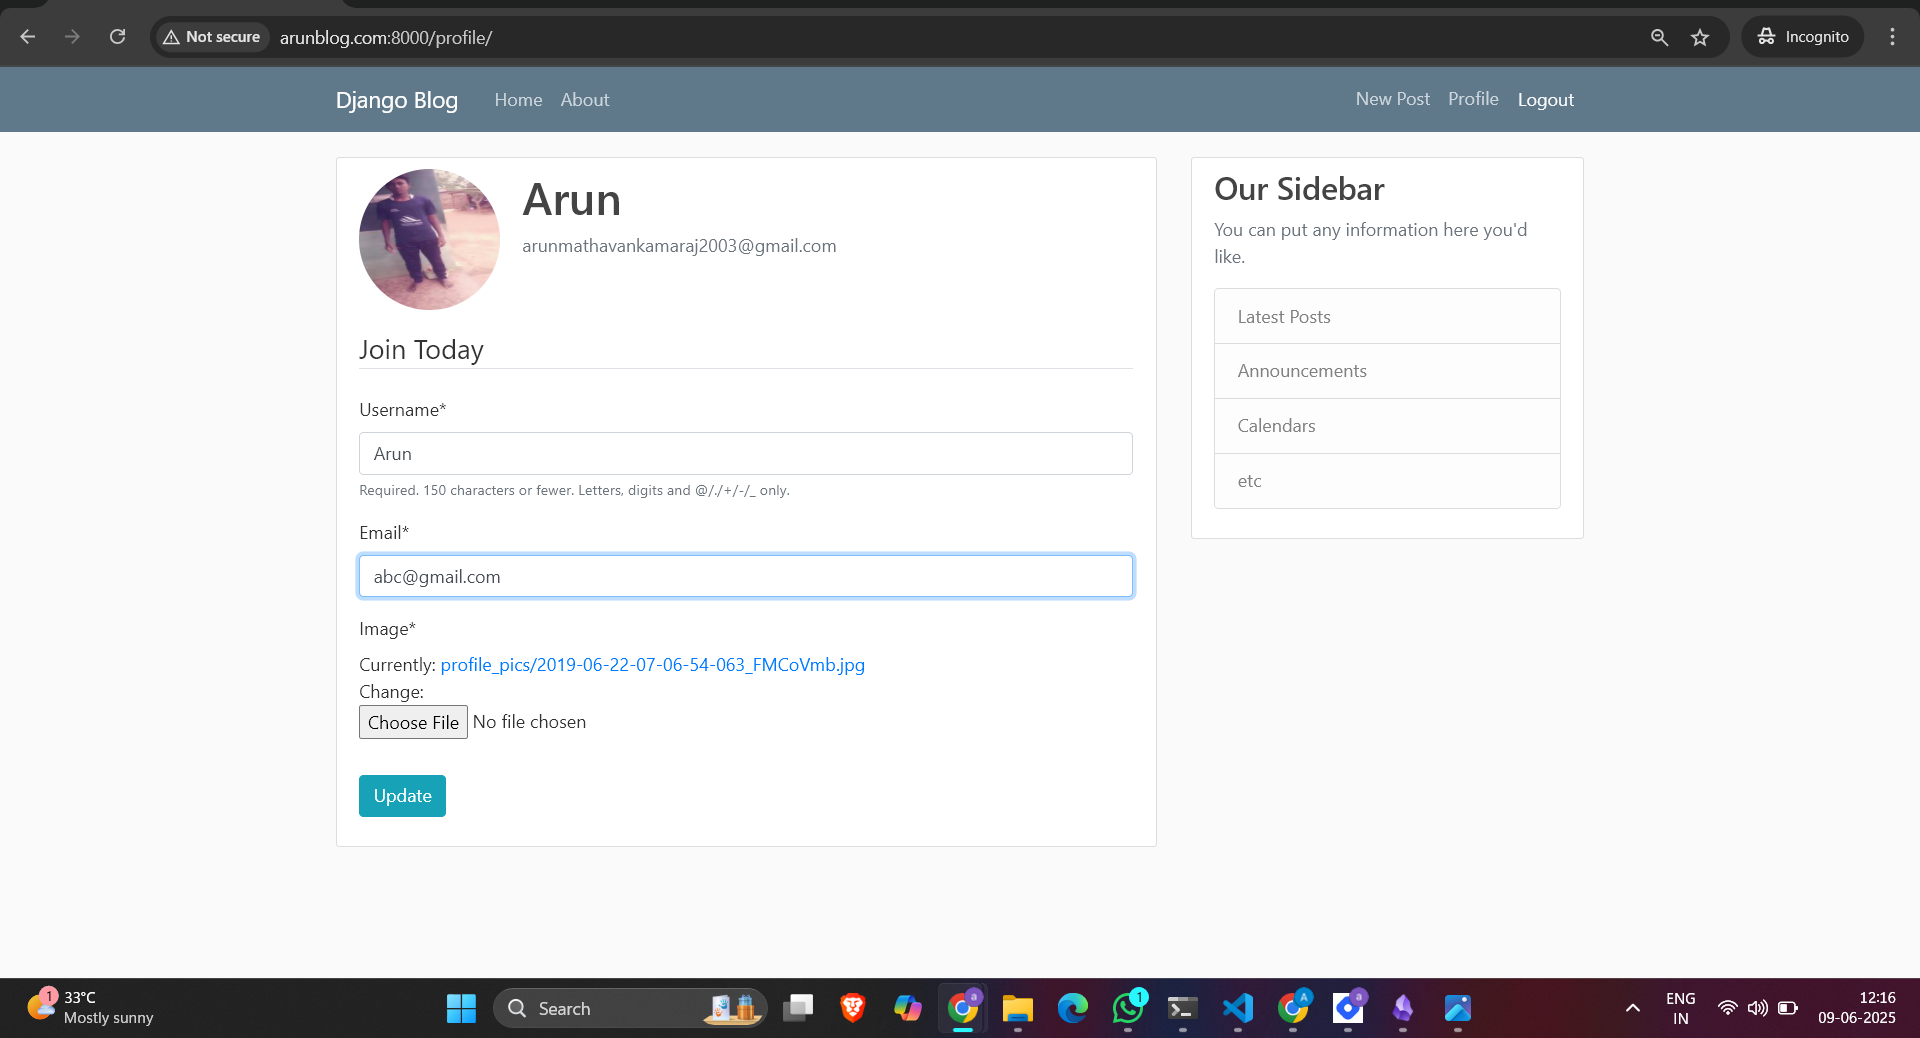 Not secure
arunblog.com:8000/profile/
Incognito
Django Blog
Home
About
New Post
Profile
Logout
Arun
arunmathavankamaraj2003@gmail.com
Join Today
Username*
Arun
Required. 150 characters or fewer. Letters, digits and @/./+/-/_ only.
Email*
abc@gmail.com
Image*
Currently: profile_pics/2019-06-22-07-06-54-063_FMCoVmb.jpg
Change:
Choose File No file chosen
Update
Our Sidebar
You can put any information here you'd
like.
Latest Posts
Announcements
Calendars
etc
1
33°C
Mostly sunny
Search
a
1
A
a
ENG
IN
12:16
09-06-2025